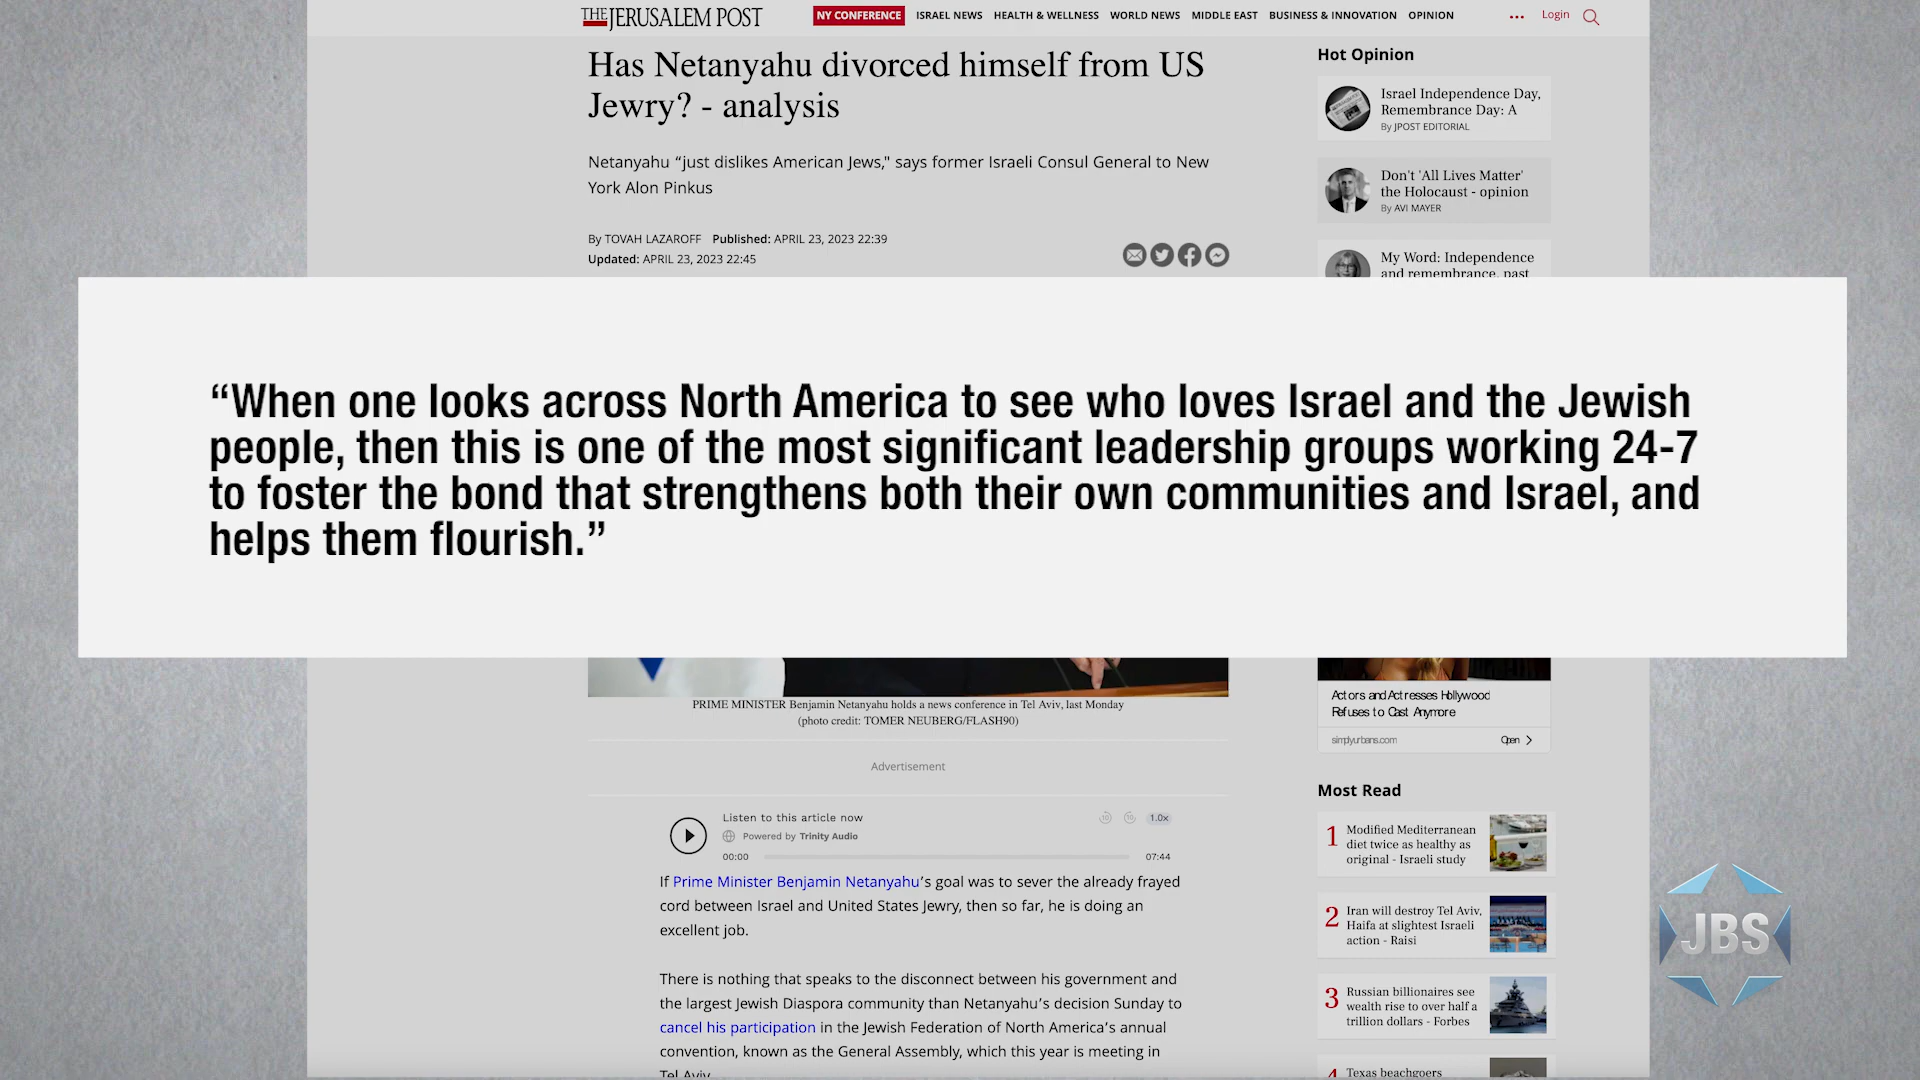 THE JERUSALEM POST
NY CONFERENCE ISRAEL NEWS HEALTH & WELLNESS WORLD NEWS MIDDLE EAST BUSINESS & INNOVATION OPINION ... Login
Has Netanyahu divorced himself from US
Jewry? - analysis
Netanyahu “just dislikes American Jews," says former Israeli Consul General to New
York Alon Pinkus
By TOVAH LAZAROFF Published: APRIL 23, 2023 22:39
Updated: APRIL 23, 2023 22:45
Hot Opinion
Israel Independence Day,
Remembrance Day: A
By JPOST EDITORIAL
Don't 'All Lives Matter'
the Holocaust - opinion
By AVI MAYER
My Word: Independence
and remembrance, past
“When one looks across North America to see who loves Israel and the Jewish
people, then this is one of the most significant leadership groups working 24-7
to foster the bond that strengthens both their own communities and Israel, and
helps them flourish.”
PRIME MINISTER Benjamin Netanyahu holds a news conference in Tel Aviv, last Monday
(photo credit: TOMER NEUBERG/FLASH90)
Advertisement
Listen to this article now
10 10 1.0x
Powered by Trinity Audio
00:00 07:44
If Prime Minister Benjamin Netanyahu’s goal was to sever the already frayed
cord between Israel and United States Jewry, then so far, he is doing an
excellent job.
There is nothing that speaks to the disconnect between his government and
the largest Jewish Diaspora community than Netanyahu’s decision Sunday to
cancel his participation in the Jewish Federation of North America’s annual
convention, known as the General Assembly, which this year is meeting in
Tel Aviv
Actors and Actresses Hollywood
Refuses to Cast Anymore
simplyurbans.com Open
Most Read
1 Modified Mediterranean
diet twice as healthy as
original - Israeli study
2 Iran will destroy Tel Aviv,
Haifa at slightest Israeli
action - Raisi
3 Russian billionaires see
wealth rise to over half a
trillion dollars - Forbes
4 Texas beachgoers
JBS